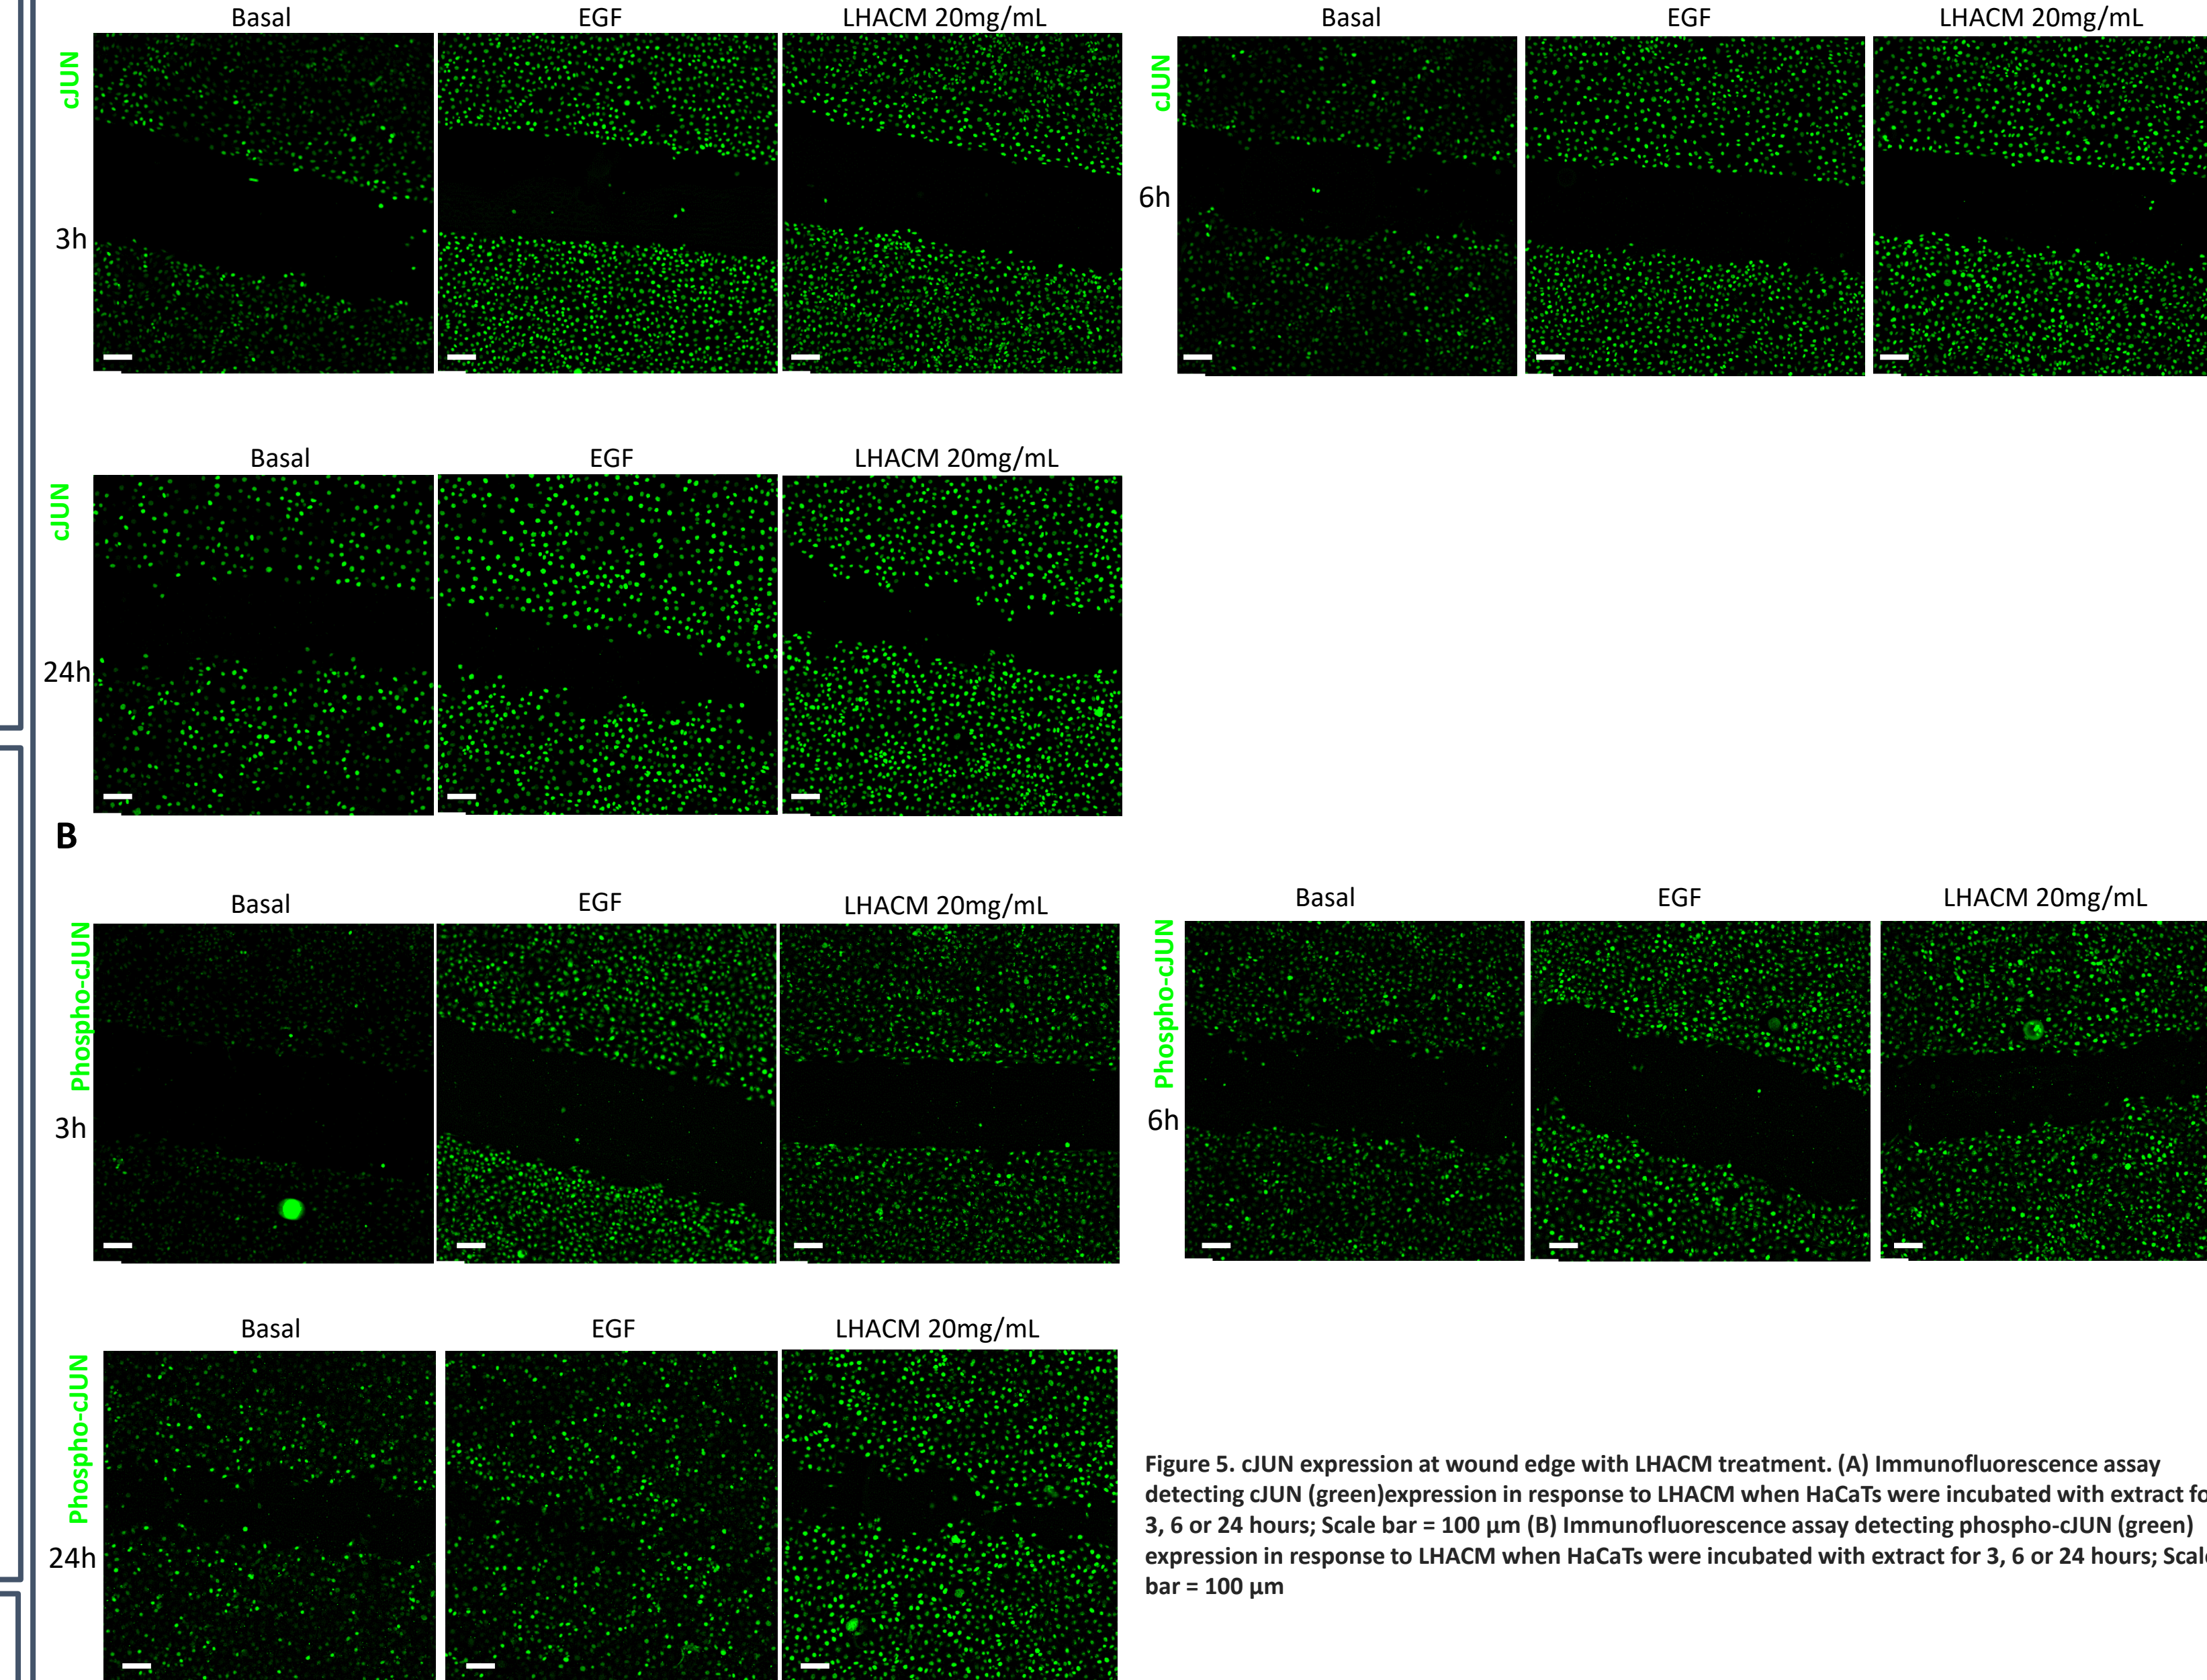 Basal EGF LHACM 20mg/mL
cJUN
3h
Basal EGF LHACM 20mg/mL
cJUN
6h
Basal EGF LHACM 20mg/mL
cJUN
24h
B
Basal EGF LHACM 20mg/mL
Phospho-cJUN
3h
Basal EGF LHACM 20mg/mL
Phospho-cJUN
6h
Basal EGF LHACM 20mg/mL
Phospho-cJUN
24h
Figure 5. cJUN expression at wound edge with LHACM treatment. (A) Immunofluorescence assay
detecting cJUN (green)expression in response to LHACM when HaCaTs were incubated with extract fo
3, 6 or 24 hours; Scale bar = 100 µm (B) Immunofluorescence assay detecting phospho-cJUN (green)
expression in response to LHACM when HaCaTs were incubated with extract for 3, 6 or 24 hours; Scal
bar = 100 µm